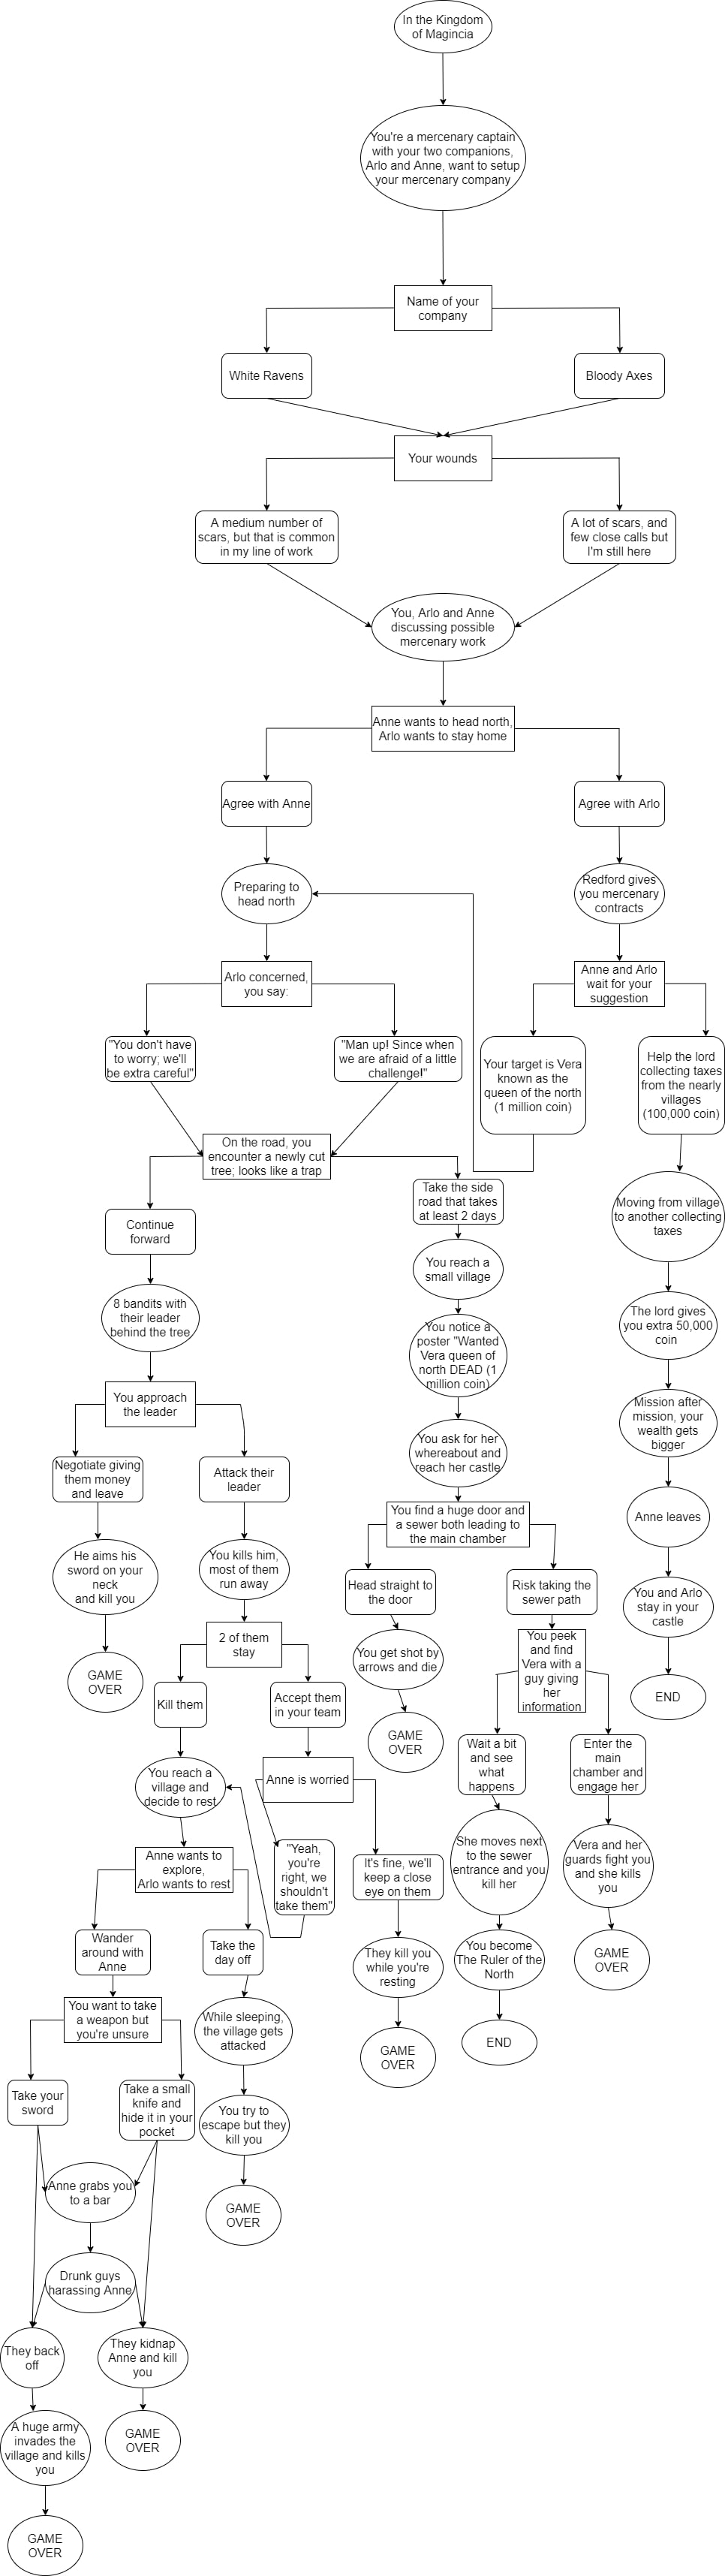 In the Kingdom
of Magincia
You're a mercenary captain
with your two companions,
Arlo and Anne, want to setup
your mercenary company
Name of your
company
White Ravens
Bloody Axes
Your wounds
A medium number of
scars, but that is common
in my line of work
A lot of scars, and
few close calls but
I'm still here
You, Arlo and Anne
discussing possible
mercenary work
Anne wants to head north,
Arlo wants to stay home
Agree with Anne
Agree with Arlo
Preparing to
head north
Redford gives
you mercenary
contracts
Arlo concerned,
you say:
Anne and Arlo
wait for your
suggestion
"You don't have
to worry; we'll
be extra careful"
"Man up! Since when
we are afraid of a little
challenge!"
Your target is Vera
known as the
queen of the north
(1 million coin)
Help the lord
collecting taxes
from the nearly
villages
(100,000 coin)
On the road, you
encounter a newly cut
tree; looks like a trap
Take the side
road that takes
at least 2 days
Moving from village
to another collecting
taxes
Continue
forward
You reach a
small village
8 bandits with
their leader
behind the tree
You notice a
poster "Wanted
Vera queen of
north DEAD (1
million coin)
The lord gives
you extra 50,000
coin
You approach
the leader
Mission after
mission, your
wealth gets
bigger
Negotiate giving
them money
and leave
Attack their
leader
You ask for her
whereabout and
reach her castle
You find a huge door and
a sewer both leading to
the main chamber
Anne leaves
He aims his
sword on your
neck
and kill you
You kills him,
most of them
run away
Head straight to
the door
Risk taking the
sewer path
You and Arlo
stay in your
castle
2 of them
stay
You get shot by
arrows and die
You peek and
find Vera with a
guy giving
her
information
GAME
OVER
Kill them
Accept them
in your team
END
GAME
OVER
Wait a bit
and see
what
happens
Enter the
main
chamber and
engage her
You reach a
village and
decide to rest
Anne is worried
Anne wants to
explore,
Arlo wants to rest
"Yeah,
you're
right, we
shouldn't
take them"
It's fine, we'll
keep a close
eye on them
She moves next
to the sewer
entrance and you
kill her
Vera and her
guards fight you
and she kills
you
Wander
around with
Anne
Take the
day off
They kill you
while you're
resting
You become
The Ruler of the
North
GAME
OVER
You want to take
a weapon but
you're unsure
While sleeping,
the village gets
attacked
GAME
OVER
END
Take your
sword
Take a small
knife and
hide it in your
pocket
You try to
escape but they
kill you
Anne grabs you
to a bar
GAME
OVER
Drunk guys
harassing Anne
They back
off
They kidnap
Anne and kill
you
A huge army
invades the
village and kills
you
GAME
OVER
GAME
OVER